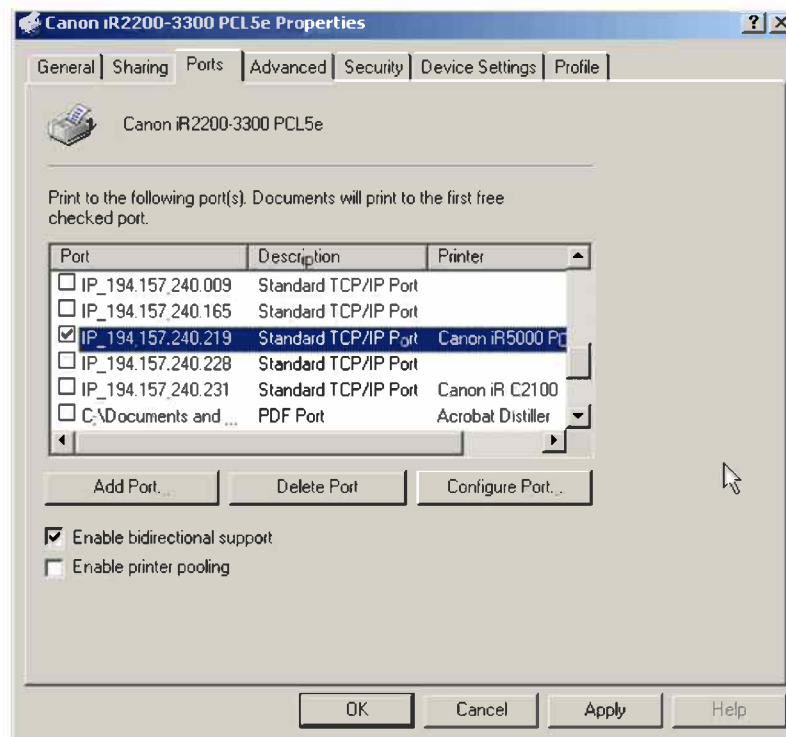 Canon iR2200-3300 PCL5e Properties
General Sharing Ports Advanced Security Device Settings Profile
Canon iR2200-3300 PCL5e
Print to the following port(s). Documents will print to the first free
checked port.
Port Description Printer
IP_194.157.240.009 Standard TCP/IP Port
IP_194.157.240.165 Standard TCP/IP Port
IP_194.157.240.219 Standard TCP/IP Port Canon iR5000 PC
IP_194.157.240.228 Standard TCP/IP Port
IP_194.157.240.231 Standard TCP/IP Port Canon iR C2100
C:\Documents and ... PDF Port Acrobat Distiller
Add Port... Delete Port Configure Port...
Enable bidirectional support
Enable printer pooling
OK Cancel Apply Help